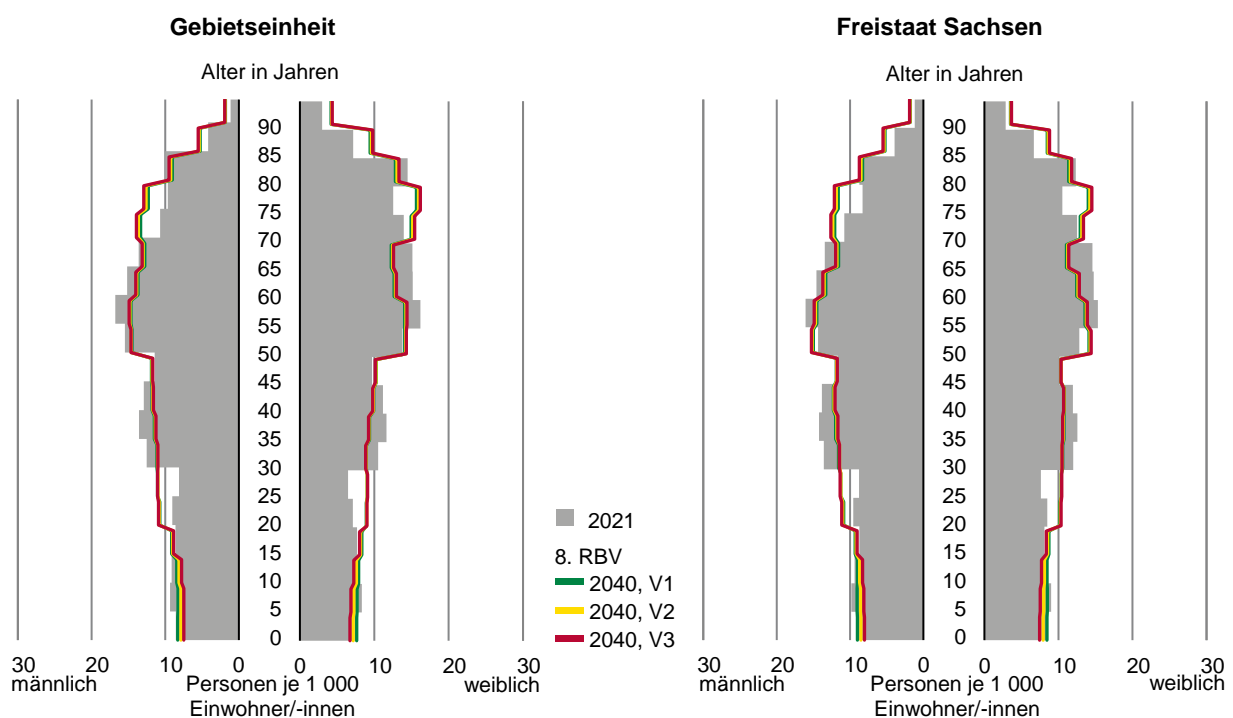 Gebietseinheit
Alter in Jahren
90
85
80
75
70
65
60
55
50
45
40
35
30
25
20
15
10
5
0
30 20 10 0 0 10 20 30
männlich Personen je 1 000 weiblich
Einwohner/-innen
2021
8. RBV
2040, V1
2040, V2
2040, V3
Freistaat Sachsen
Alter in Jahren
90
85
80
75
70
65
60
55
50
45
40
35
30
25
20
15
10
5
0
30 20 10 0 0 10 20 30
männlich Personen je 1 000 weiblich
Einwohner/-innen